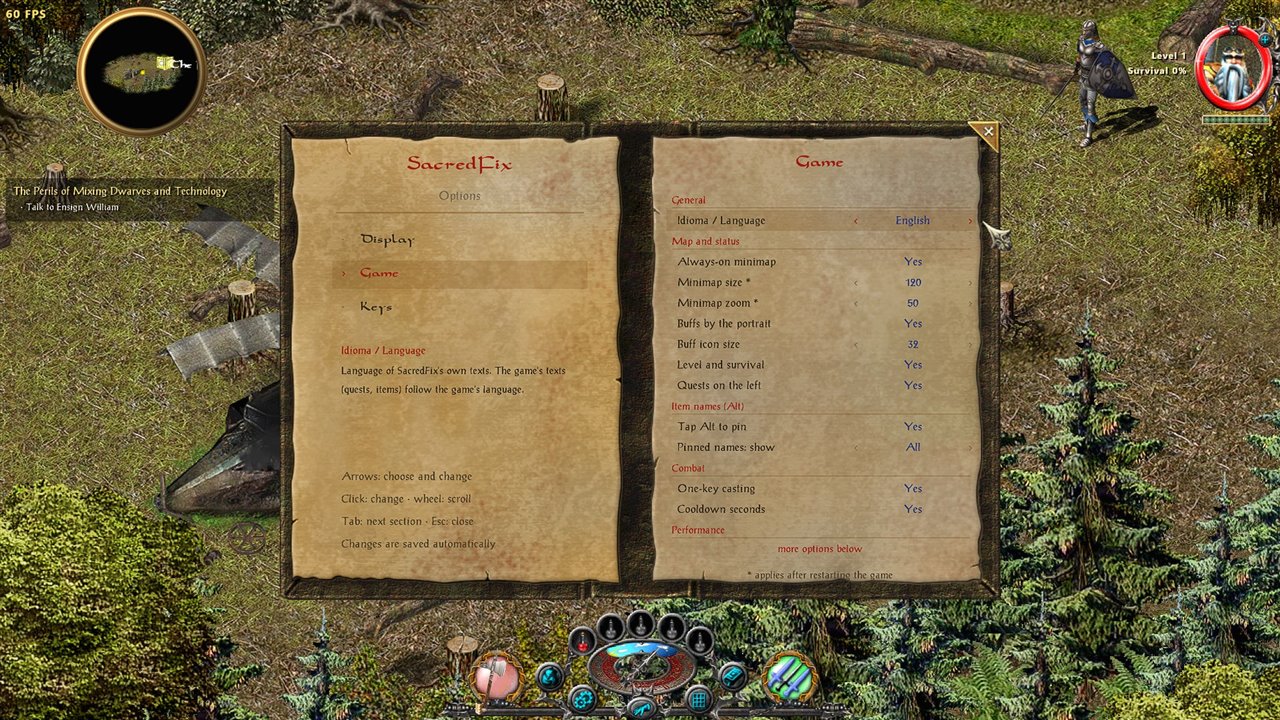 60 FPS
The
Level 1
Survival 0%
The Perils of Mixing Dwarves and Technology
· Talk to Ensign William
SacredFix
Options
Display
› Game
Keys
Idioma / Language
Language of SacredFix's own texts. The game's texts
(quests, items) follow the game's language.
Arrows: choose and change
Click: change · wheel: scroll
Tab: next section · Esc: close
Changes are saved automatically
Game
General
Idioma / Language ‹ English ›
Map and status
Always-on minimap Yes
Minimap size * ‹ 120 ›
Minimap zoom * ‹ 50 ›
Buffs by the portrait Yes
Buff icon size ‹ 32 ›
Level and survival Yes
Quests on the left Yes
Item names (Alt)
Tap Alt to pin Yes
Pinned names: show ‹ All ›
Combat
One-key casting Yes
Cooldown seconds Yes
Performance
more options below
* applies after restarting the game